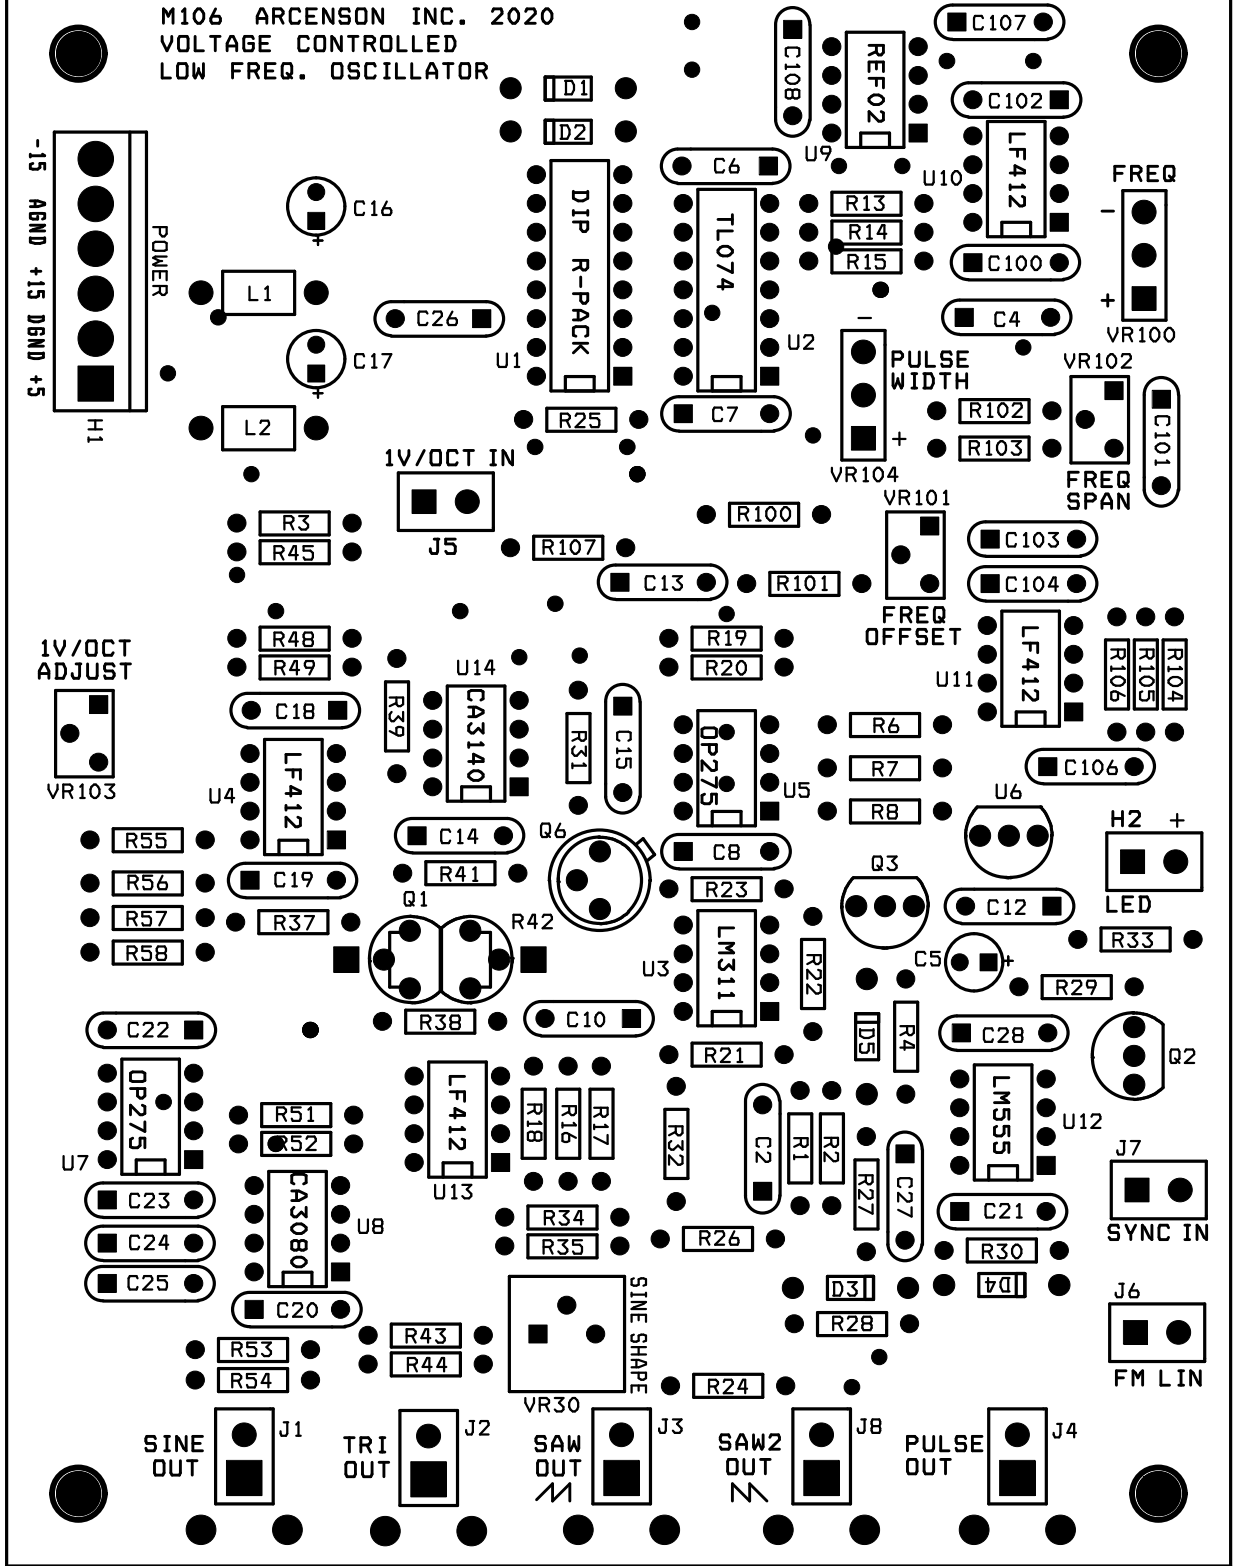 M106 ARCENSON INC. 2020
VOLTAGE CONTROLLED
LOW FREQ. OSCILLATOR
C107
C108
REF02
D1
C102
D2
U9
LF412
-15 AGND +15 DGND +5
POWER
H1
C6
U10
FREQ
-
+
VR100
C16
DIP R-PACK
TL074
R13
R14
R15
C100
L1
C26
C4
U1
U2
-
PULSE
WIDTH
+
VR104
C17
VR102
R102
R103
C101
FREQ
SPAN
L2
R25
C7
1V/OCT IN
J5
VR101
R3
R45
R100
R107
C103
C13
R101
C104
FREQ
OFFSET
LF412
U11
R106
R105
R104
1V/OCT
ADJUST
VR103
R48
R49
R19
R20
U14
R39
CA3140
R31
C15
C18
OP275
R6
R7
R8
C106
U4
LF412
U5
U6
H2 +
LED
C14
Q6
R55
C8
Q3
C19
R41
R56
R23
Q1
R42
R57
R37
C12
R58
R33
U3
LM311
R22
C5
+
R29
R38
C10
C22
D5
R4
C28
R21
Q2
OP275
LF412
R18
R16
R17
R51
R52
R32
C2
R1
R2
LM555
U12
U7
U13
J7
SYNC IN
CA3080
U8
R27
C27
C23
C21
R34
C24
R35
R26
R30
C25
D3
D4
J6
FM LIN
C20
SINE SHAPE
VR30
R28
R43
R53
R44
R54
R24
J1
SINE
OUT
J2
TRI
OUT
J3
SAW
OUT
J8
SAW2
OUT
J4
PULSE
OUT